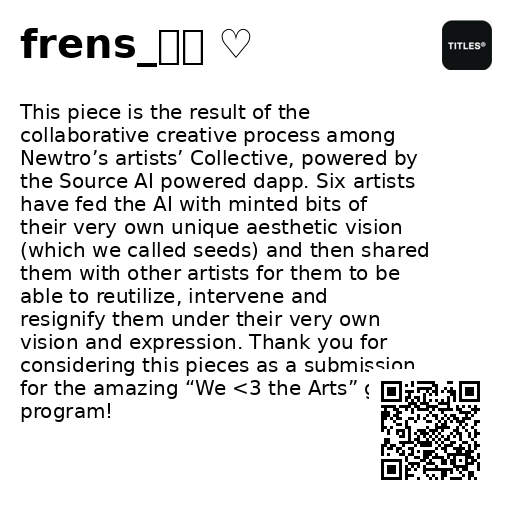 frens_ ♡
TITLES®
This piece is the result of the
collaborative creative process among
Newtro’s artists’ Collective, powered by
the Source AI powered dapp. Six artists
have fed the AI with minted bits of
their very own unique aesthetic vision
(which we called seeds) and then shared
them with other artists for them to be
able to reutilize, intervene and
resignify them under their very own
vision and expression. Thank you for
considering this pieces as a submission
for the amazing “We <3 the Arts”
program!